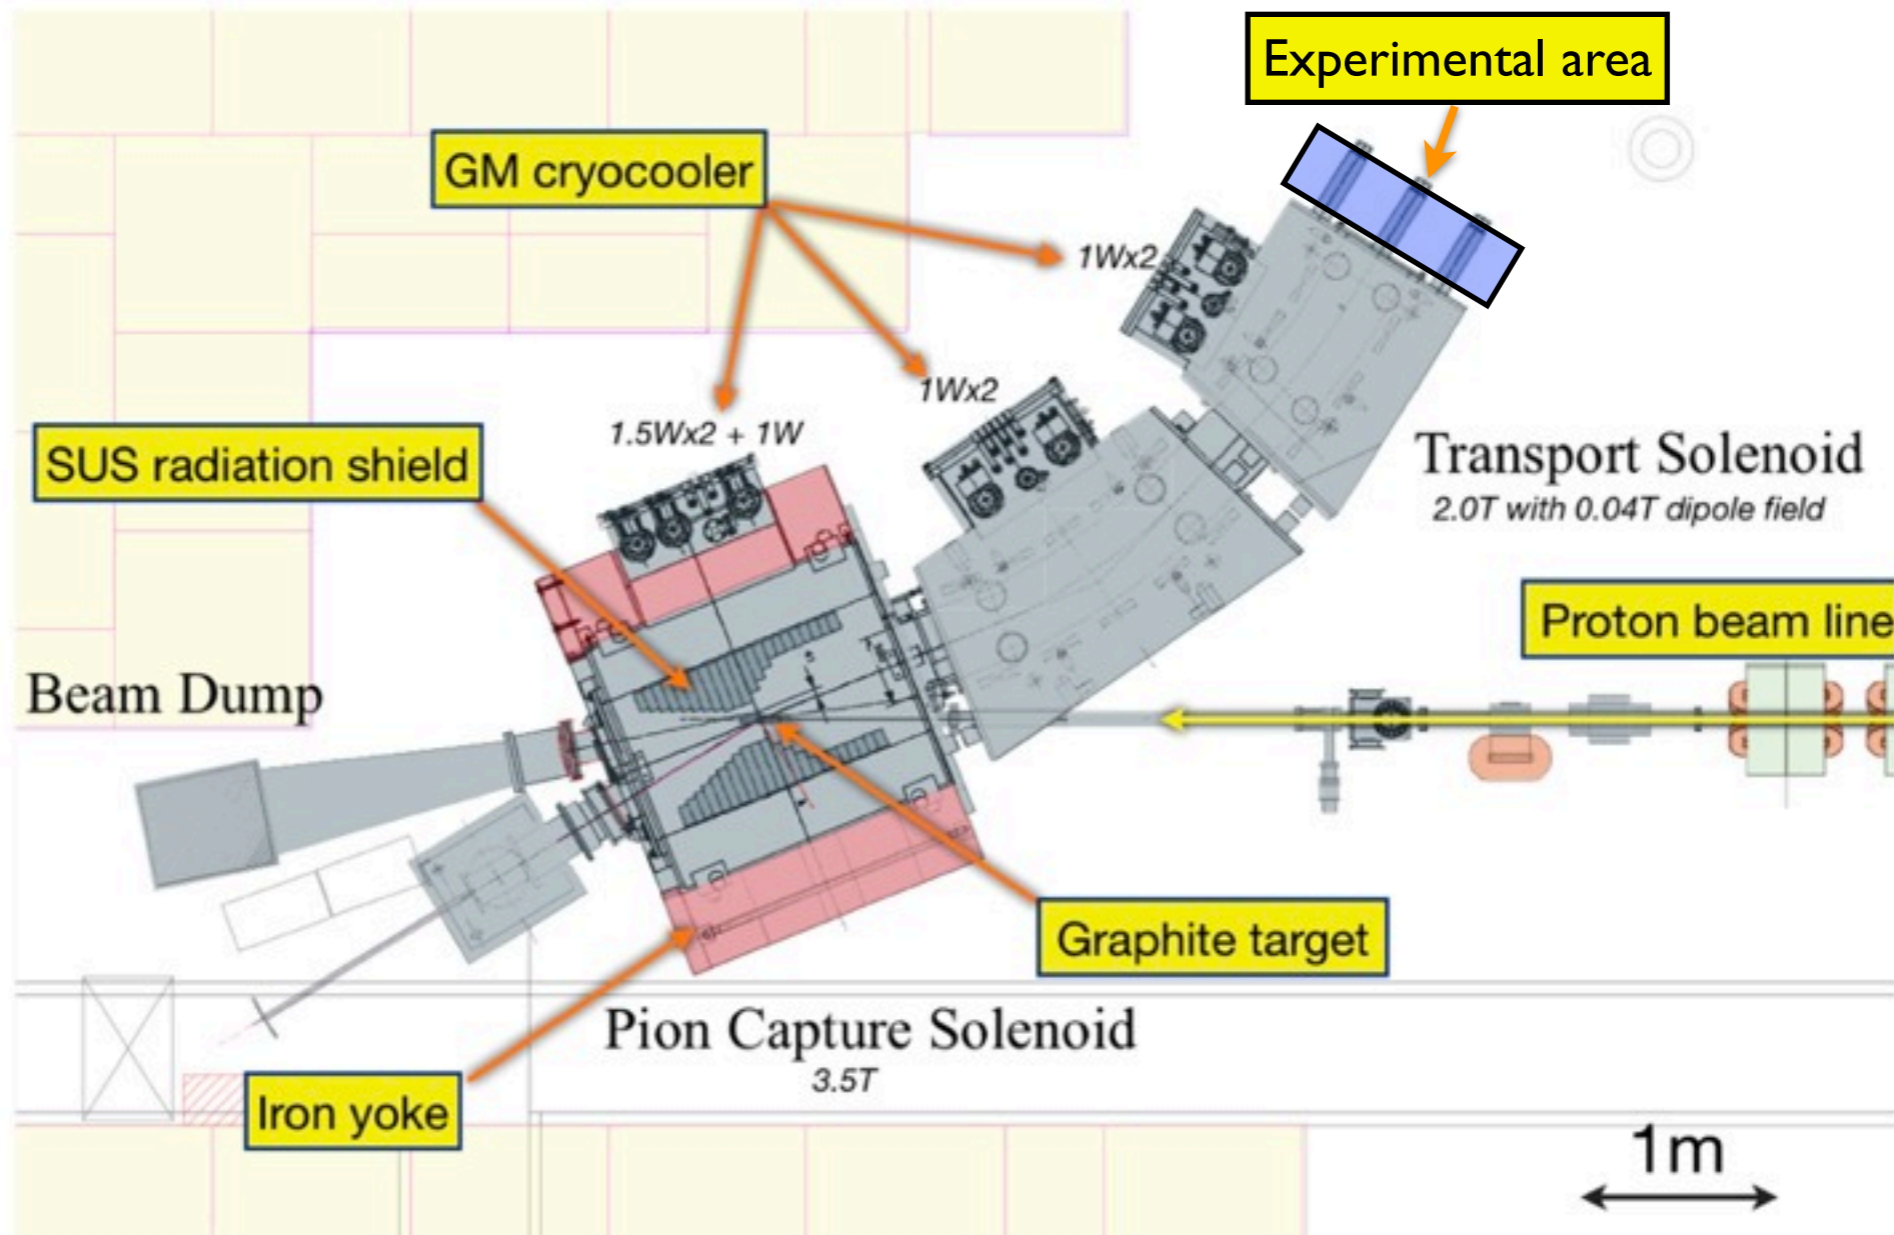 Experimental area
GM cryocooler
1Wx2
1Wx2
1.5Wx2 + 1W
SUS radiation shield
Transport Solenoid
2.0T with 0.04T dipole field
Proton beam line
Beam Dump
Graphite target
Pion Capture Solenoid
3.5T
Iron yoke
1m